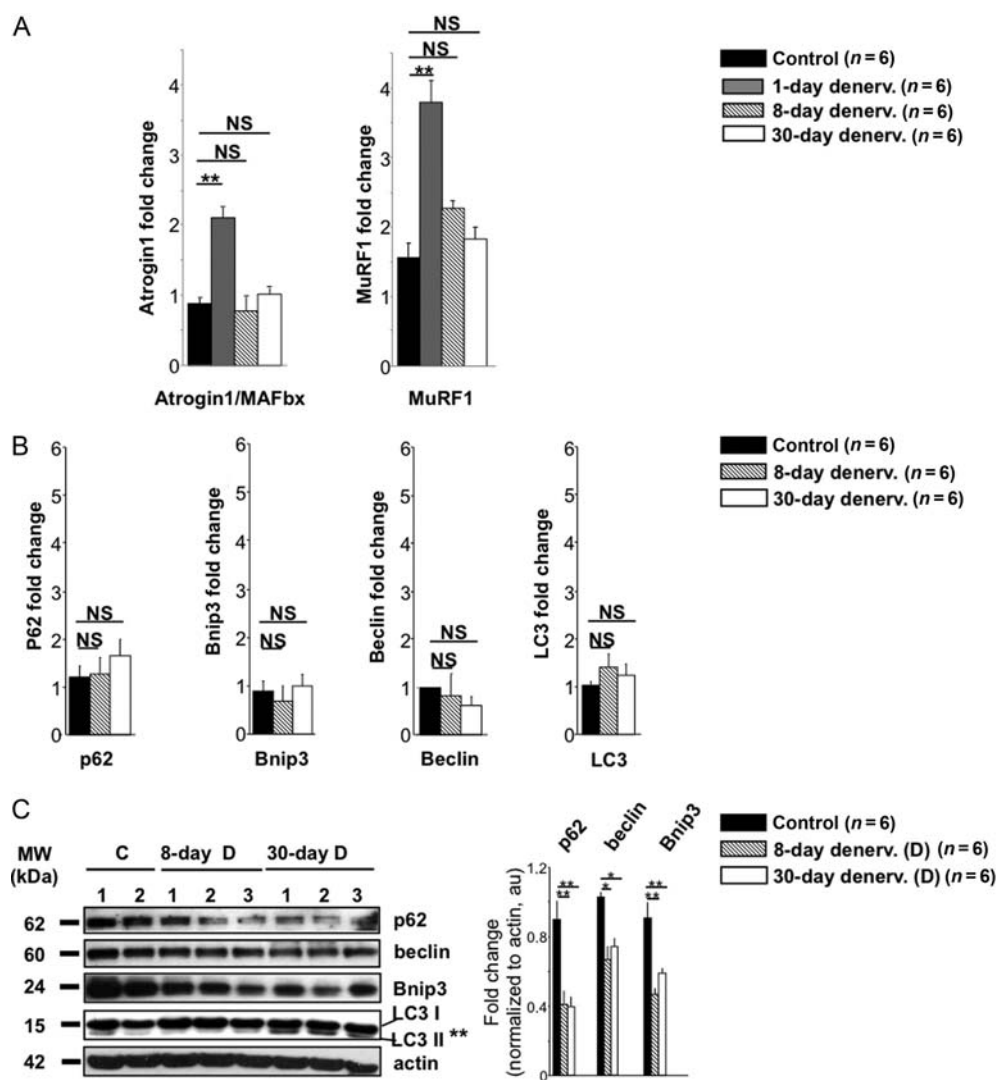 A
NS
NS
**
NS
NS
**
4
3
2
1
0
Atrogin1 fold change
Atrogin1/MAFbx
4
3
2
1
0
MuRF1 fold change
MuRF1
Control (n = 6)
1-day denerv. (n = 6)
8-day denerv. (n = 6)
30-day denerv. (n = 6)
B
6
5
4
3
2
1
0
P62 fold change
NS
NS
p62
6
5
4
3
2
1
0
Bnip3 fold change
NS
NS
Bnip3
6
5
4
3
2
1
0
Beclin fold change
NS
NS
Beclin
6
5
4
3
2
1
0
LC3 fold change
NS
NS
LC3
Control (n = 6)
8-day denerv. (n = 6)
30-day denerv. (n = 6)
C
MW (kDa)
C 8-day D 30-day D
1 2 1 2 3 1 2 3
62 p62
60 beclin
24 Bnip3
15 LC3 I
LC3 II **
42 actin
p62 beclin Bnip3
1.2
0.8
0.4
0
Fold change
(normalized to actin, au)
**
**
*
*
**
**
Control (n = 6)
8-day denerv. (D) (n = 6)
30-day denerv. (D) (n = 6)